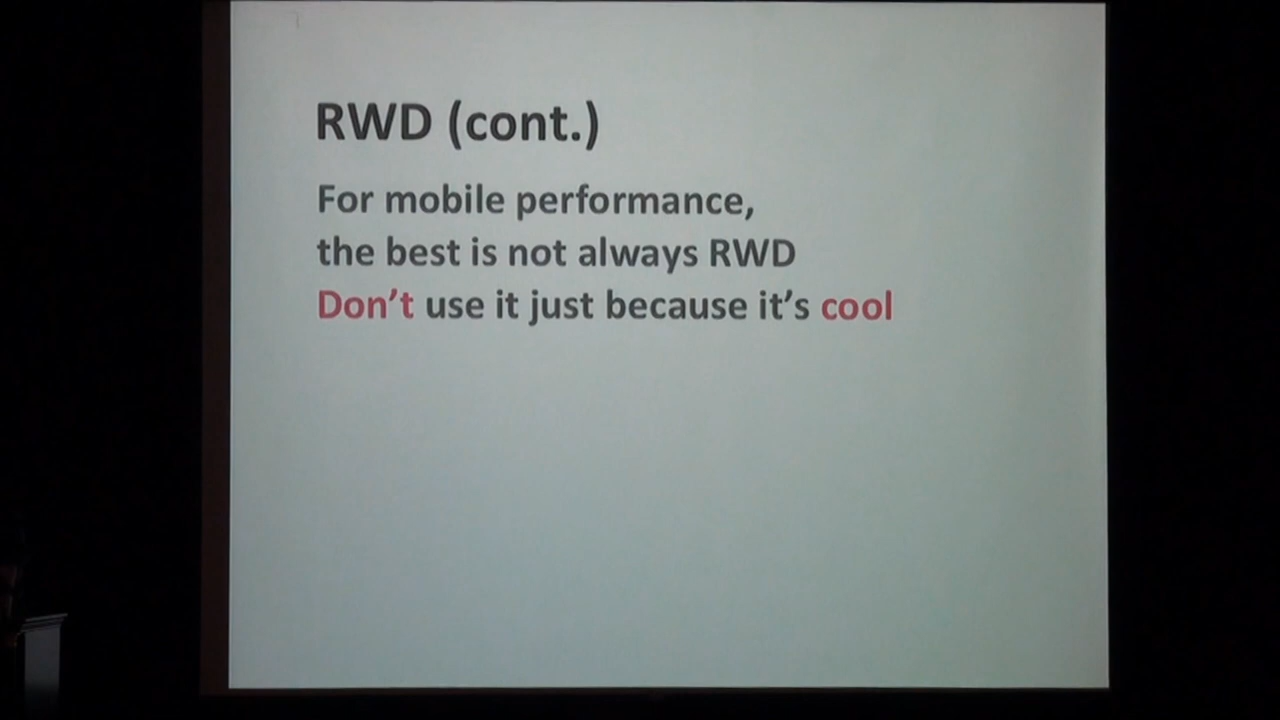 RWD (cont.)
For mobile performance,
the best is not always RWD
Don’t use it just because it’s cool